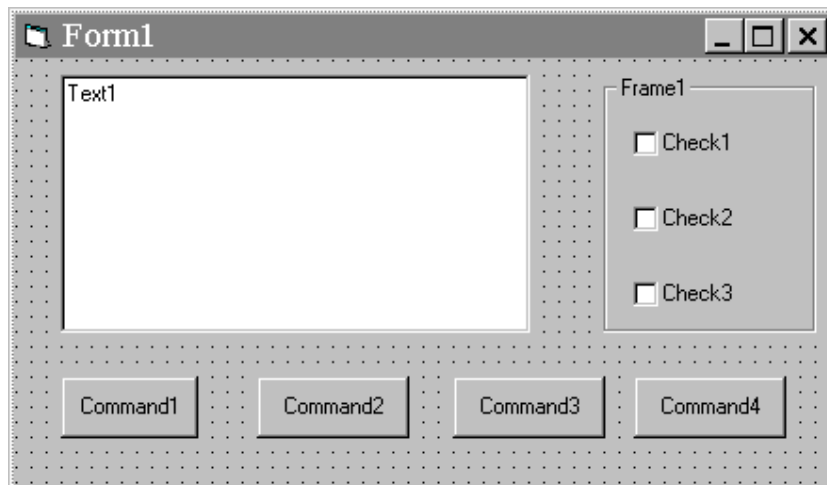 Form1
Text1
Frame1
Check1
Check2
Check3
Command1 Command2 Command3 Command4